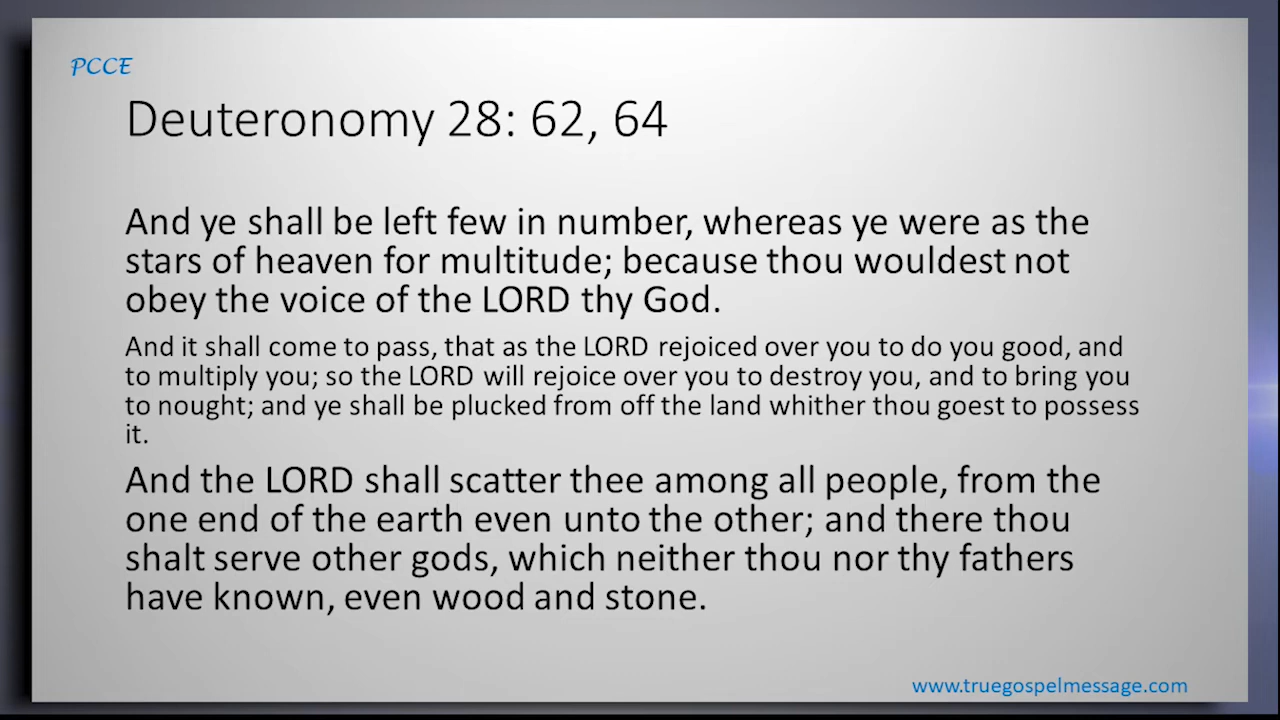 PCCE
Deuteronomy 28: 62, 64
And ye shall be left few in number, whereas ye were as the
stars of heaven for multitude; because thou wouldest not
obey the voice of the LORD thy God.
And it shall come to pass, that as the LORD rejoiced over you to do you good, and
to multiply you; so the LORD will rejoice over you to destroy you, and to bring you
to nought; and ye shall be plucked from off the land whither thou goest to possess
it.
And the LORD shall scatter thee among all people, from the
one end of the earth even unto the other; and there thou
shalt serve other gods, which neither thou nor thy fathers
have known, even wood and stone.
www.truegospelmessage.com